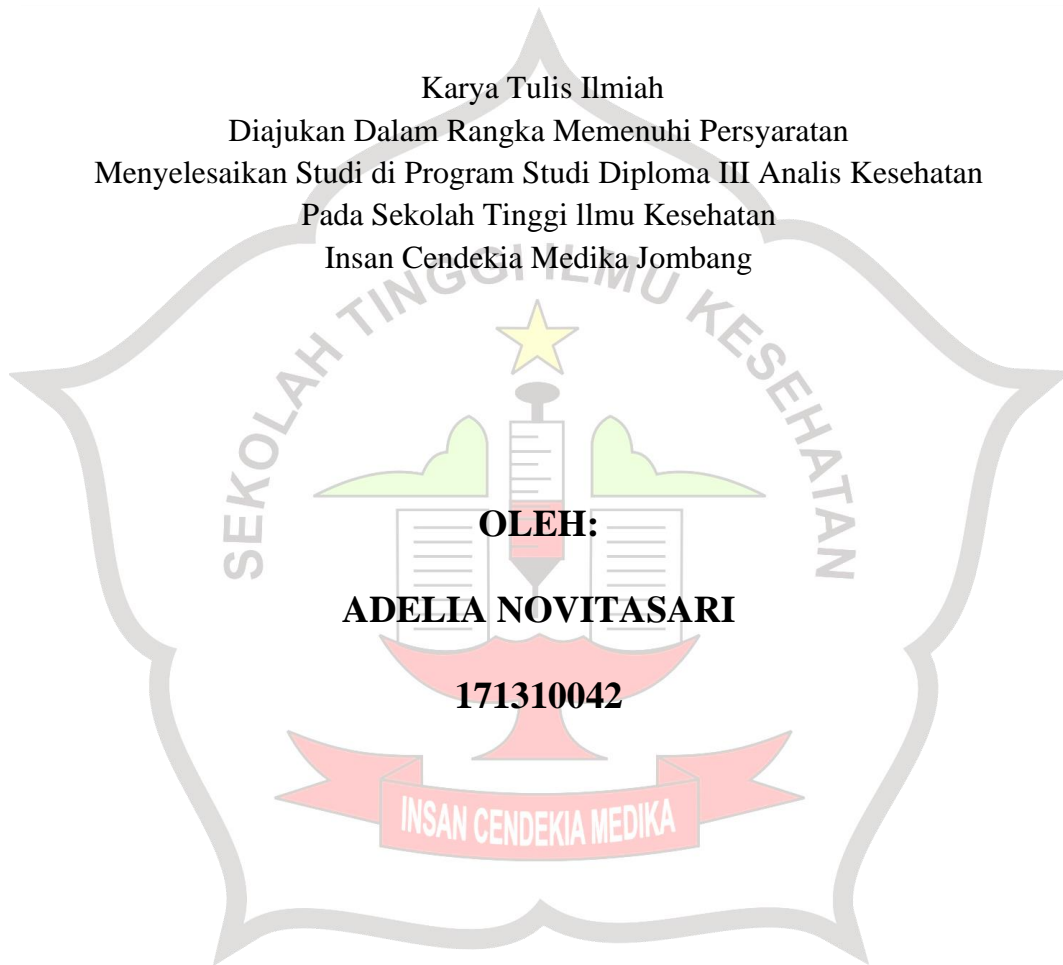 Karya Tulis Ilmiah
Diajukan Dalam Rangka Memenuhi Persyaratan
Menyelesaikan Studi di Program Studi Diploma III Analis Kesehatan
Pada Sekolah Tinggi llmu Kesehatan
Insan Cendekia Medika Jombang
SEKOLAH TINGGI ILMU KESEHATAN
OLEH:
ADELIA NOVITASARI
171310042
INSAN CENDEKIA MEDIKA